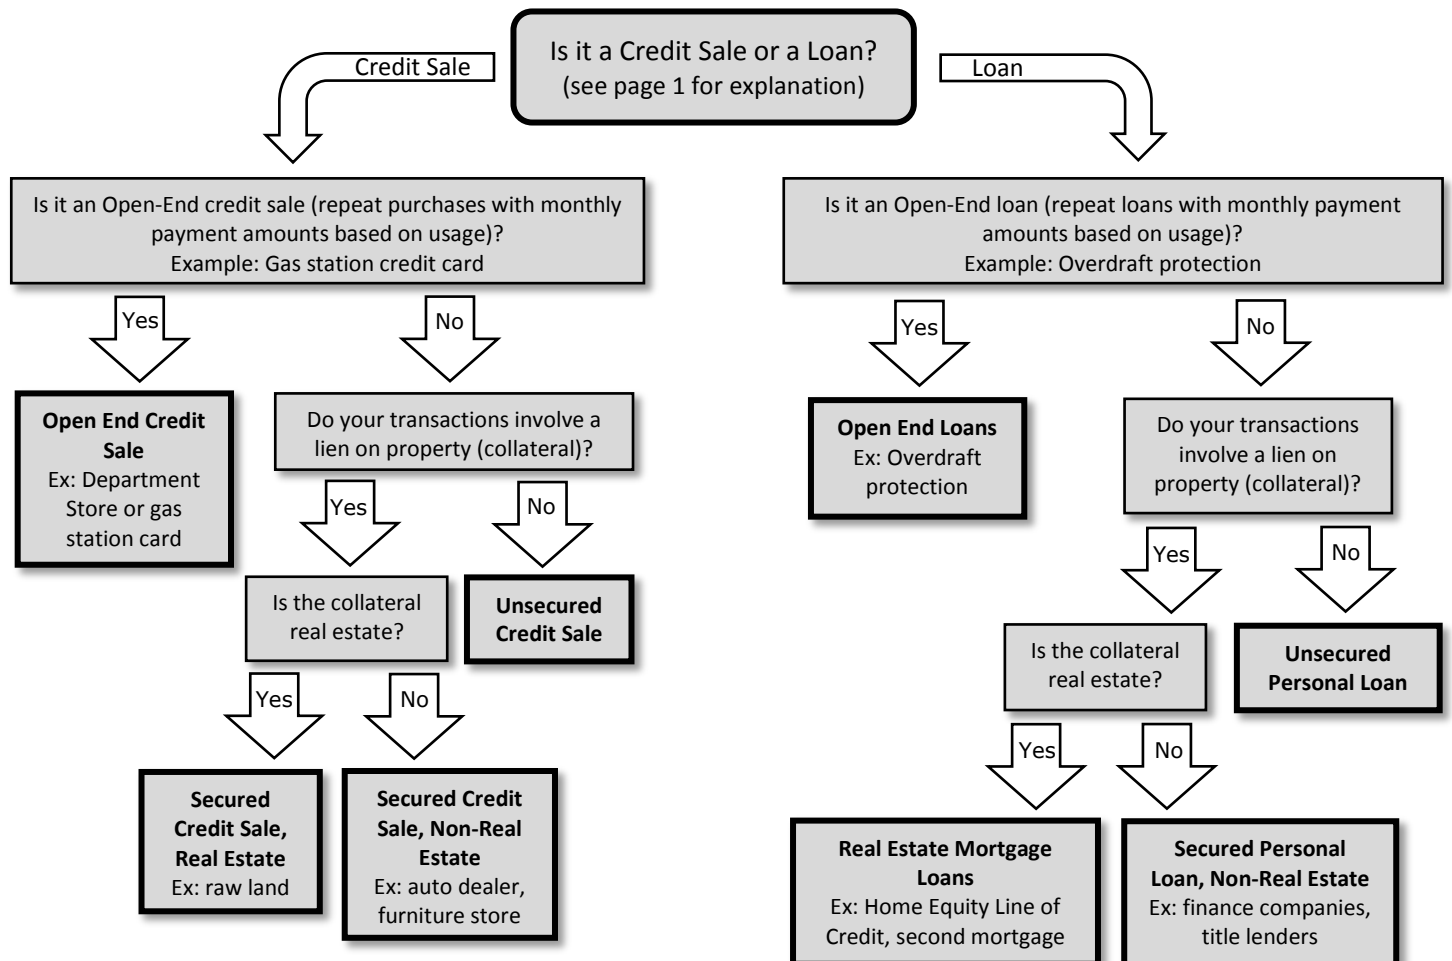 Is it a Credit Sale or a Loan?
(see page 1 for explanation)
Credit Sale
Loan
Is it an Open-End credit sale (repeat purchases with monthly
payment amounts based on usage)?
Example: Gas station credit card
Is it an Open-End loan (repeat loans with monthly payment
amounts based on usage)?
Example: Overdraft protection
Yes
No
Yes
No
Open End Credit
Sale
Ex: Department
Store or gas
station card
Do your transactions involve a
lien on property (collateral)?
Open End Loans
Ex: Overdraft
protection
Do your transactions
involve a lien on
property (collateral)?
Yes
No
Yes
No
Is the collateral
real estate?
Unsecured
Credit Sale
Is the collateral
real estate?
Unsecured
Personal Loan
Yes
No
Yes
No
Secured
Credit Sale,
Real Estate
Ex: raw land
Secured Credit
Sale, Non-Real
Estate
Ex: auto dealer,
furniture store
Real Estate Mortgage
Loans
Ex: Home Equity Line of
Credit, second mortgage
Secured Personal
Loan, Non-Real Estate
Ex: finance companies,
title lenders